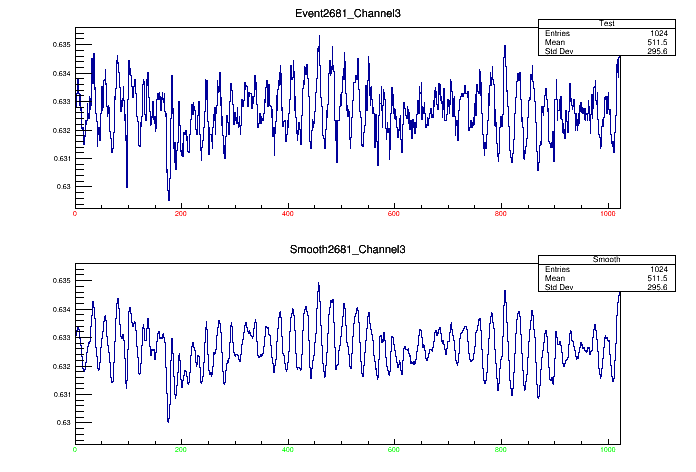 Event2681_Channel3
Test
Entries 1024
Mean 511.5
Std Dev 295.6
0.635
0.634
0.633
0.632
0.631
0.63
0 200 400 600 800 1000
Smooth2681_Channel3
Smooth
Entries 1024
Mean 511.5
Std Dev 295.6
0.635
0.634
0.633
0.632
0.631
0.63
0 200 400 600 800 1000